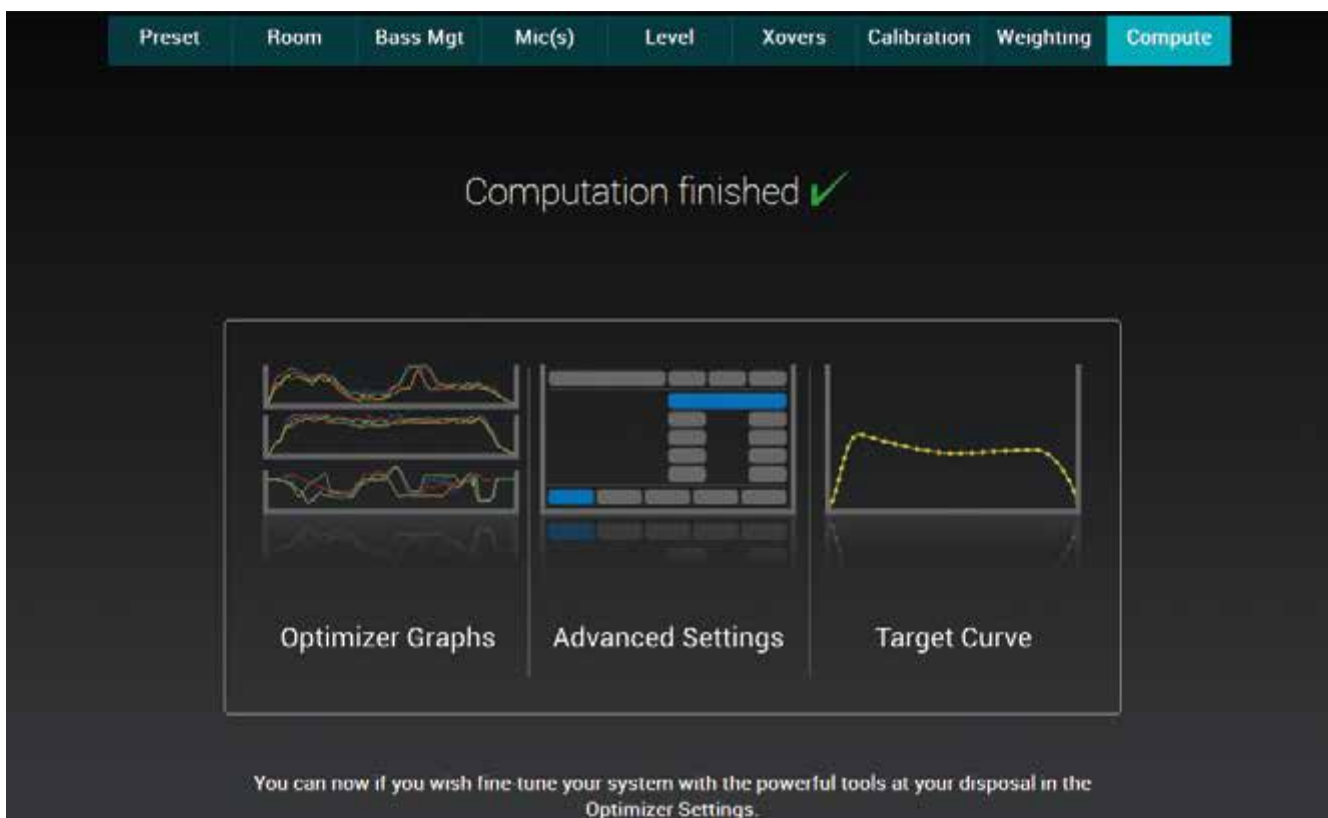 Preset Room Bass Mgt Mic(s) Level Xovers Calibration Weighting Compute
Computation finished
Optimizer Graphs Advanced Settings Target Curve
You can now if you wish fine-tune your system with the powerful tools at your disposal in the
Optimizer Settings.